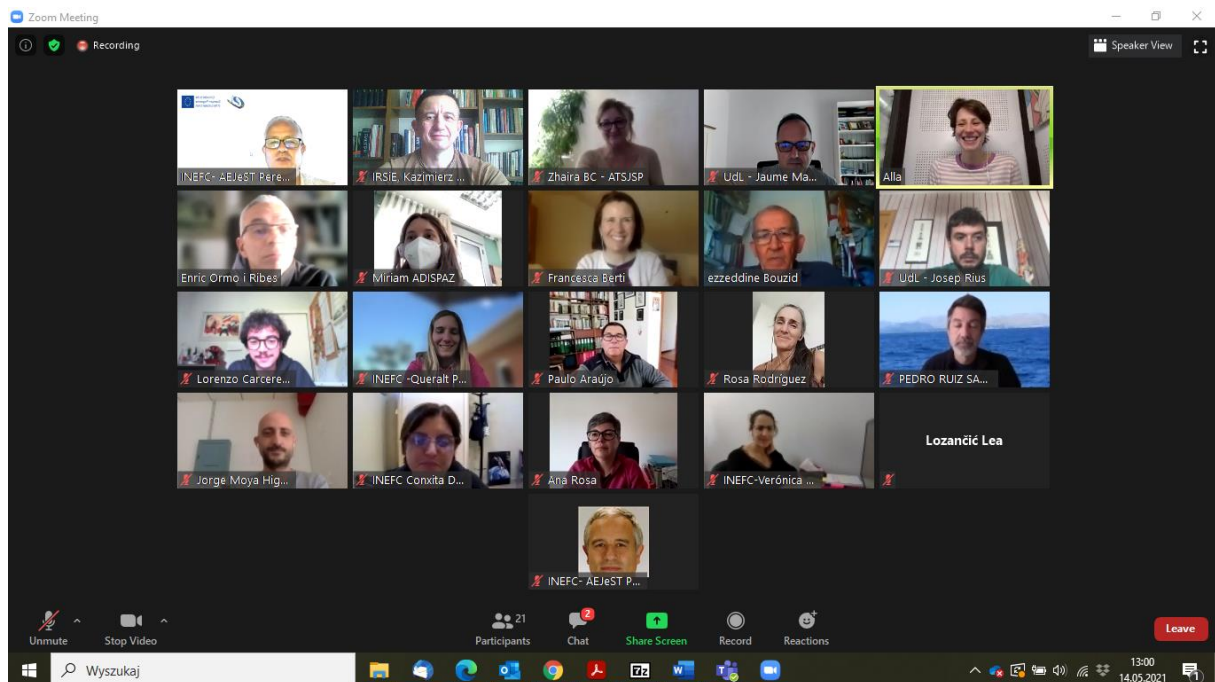 Zoom Meeting
Recording
Speaker View
INEFC- AEJeST Pere...
IRSiE, Kazimierz ...
Zhaira BC - ATSJSP
UdL - Jaume Ma...
Alla
Enric Ormo i Ribes
Miriam ADISPAZ
Francesca Berti
ezzeddine Bouzid
UdL - Josep Rius
Lorenzo Carcere...
INEFC -Queralt P...
Paulo Araújo
Rosa Rodríguez
PEDRO RUIZ SA...
Jorge Moya Hig...
INEFC Conxita D...
Ana Rosa
INEFC-Verónica ...
Lozančić Lea
INEFC- AEJeST P...
Unmute
Stop Video
21
Participants
2
Chat
Share Screen
Record
Reactions
Leave
Wyszukaj
13:00
14.05.2021
1